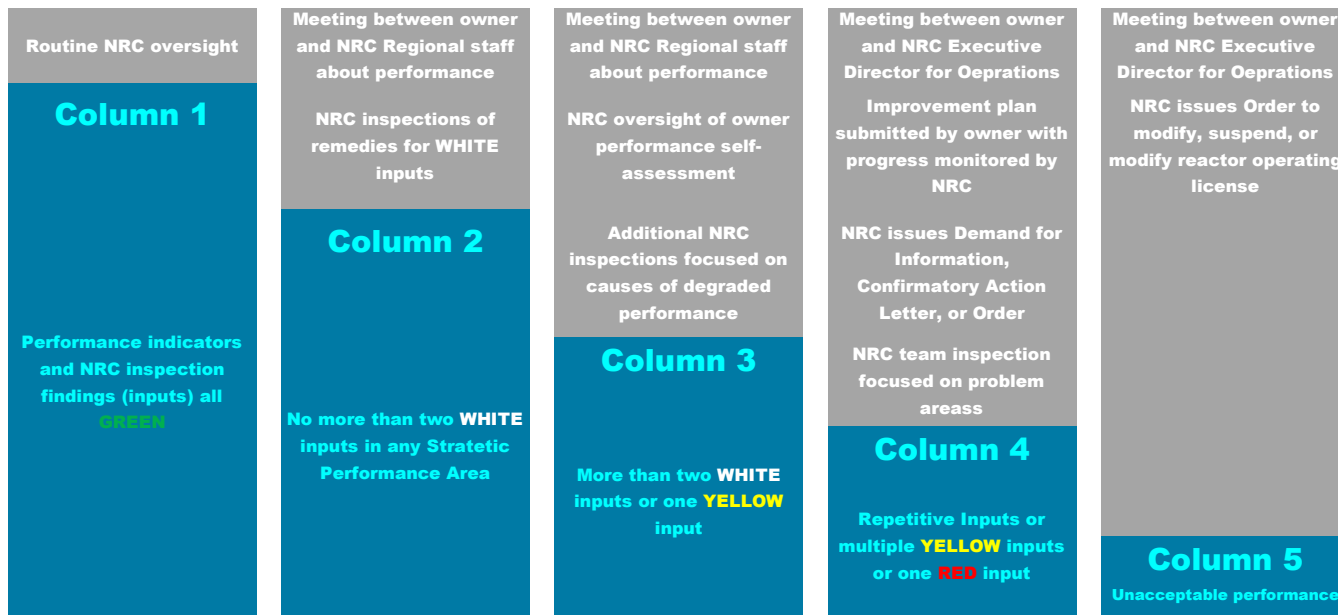 Routine NRC oversight
Column 1
Performance indicators
and NRC inspection
findings (inputs) all
GREEN
Meeting between owner
and NRC Regional staff
about performance
NRC inspections of
remedies for WHITE
inputs
Column 2
No more than two WHITE
inputs in any Stratetic
Performance Area
Meeting between owner
and NRC Regional staff
about performance
NRC oversight of owner
performance self-
assessment
Additional NRC
inspections focused on
causes of degraded
performance
Column 3
More than two WHITE
inputs or one YELLOW
input
Meeting between owner
and NRC Executive
Director for Oeprations
Improvement plan
submitted by owner with
progress monitored by
NRC
NRC issues Demand for
Information,
Confirmatory Action
Letter, or Order
NRC team inspection
focused on problem
areass
Column 4
Repetitive Inputs or
multiple YELLOW inputs
or one RED input
Meeting between owner
and NRC Executive
Director for Oeprations
NRC issues Order to
modify, suspend, or
modify reactor operating
license
Column 5
Unacceptable performance